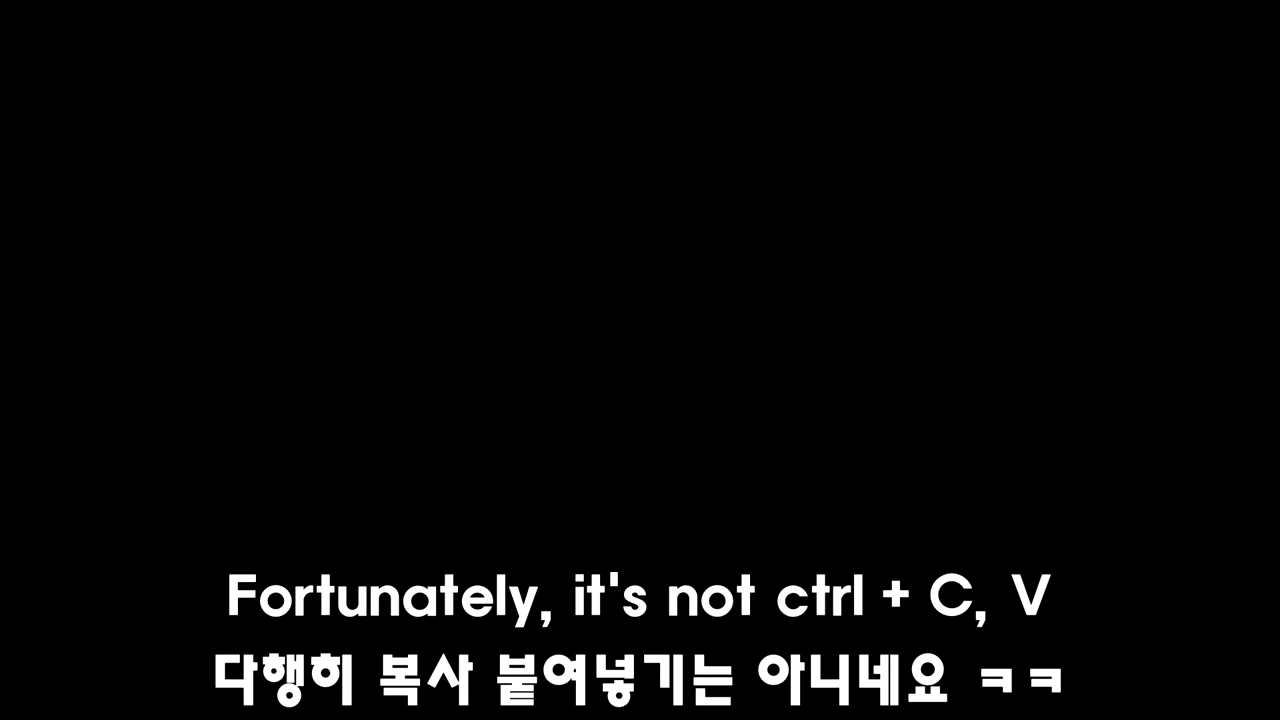 Fortunately, it's not ctrl + C, V
다행히 복사 붙여넣기는 아니네요 ㅋㅋ